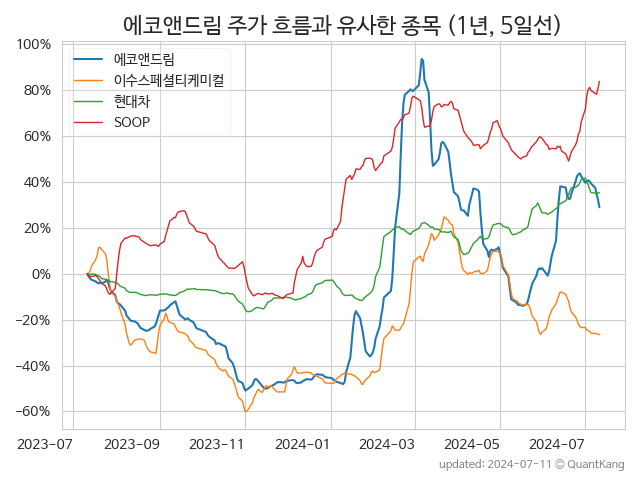 에코앤드림 주가 흐름과 유사한 종목 (1년, 5일선)
100%
80%
60%
40%
20%
0%
−20%
−40%
−60%
에코앤드림
이수스페셜티케미컬
현대차
SOOP
2023-07
2023-09
2023-11
2024-01
2024-03
2024-05
2024-07
updated: 2024-07-11 © QuantKang